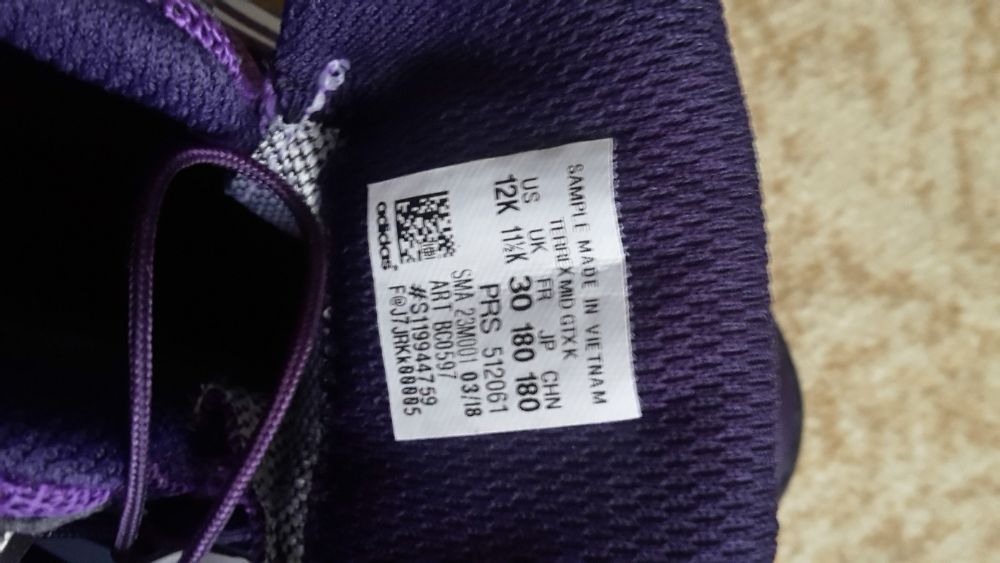 SAMPLE MADE IN VIETNAM
TERREX MID GTX K
US UK FR JP CHN
12K 11½K 30 180 180
PRS 512061
SMA 23M001 03/18
ART BC0597
#S119944759
F@J7JRKk00005
adidas